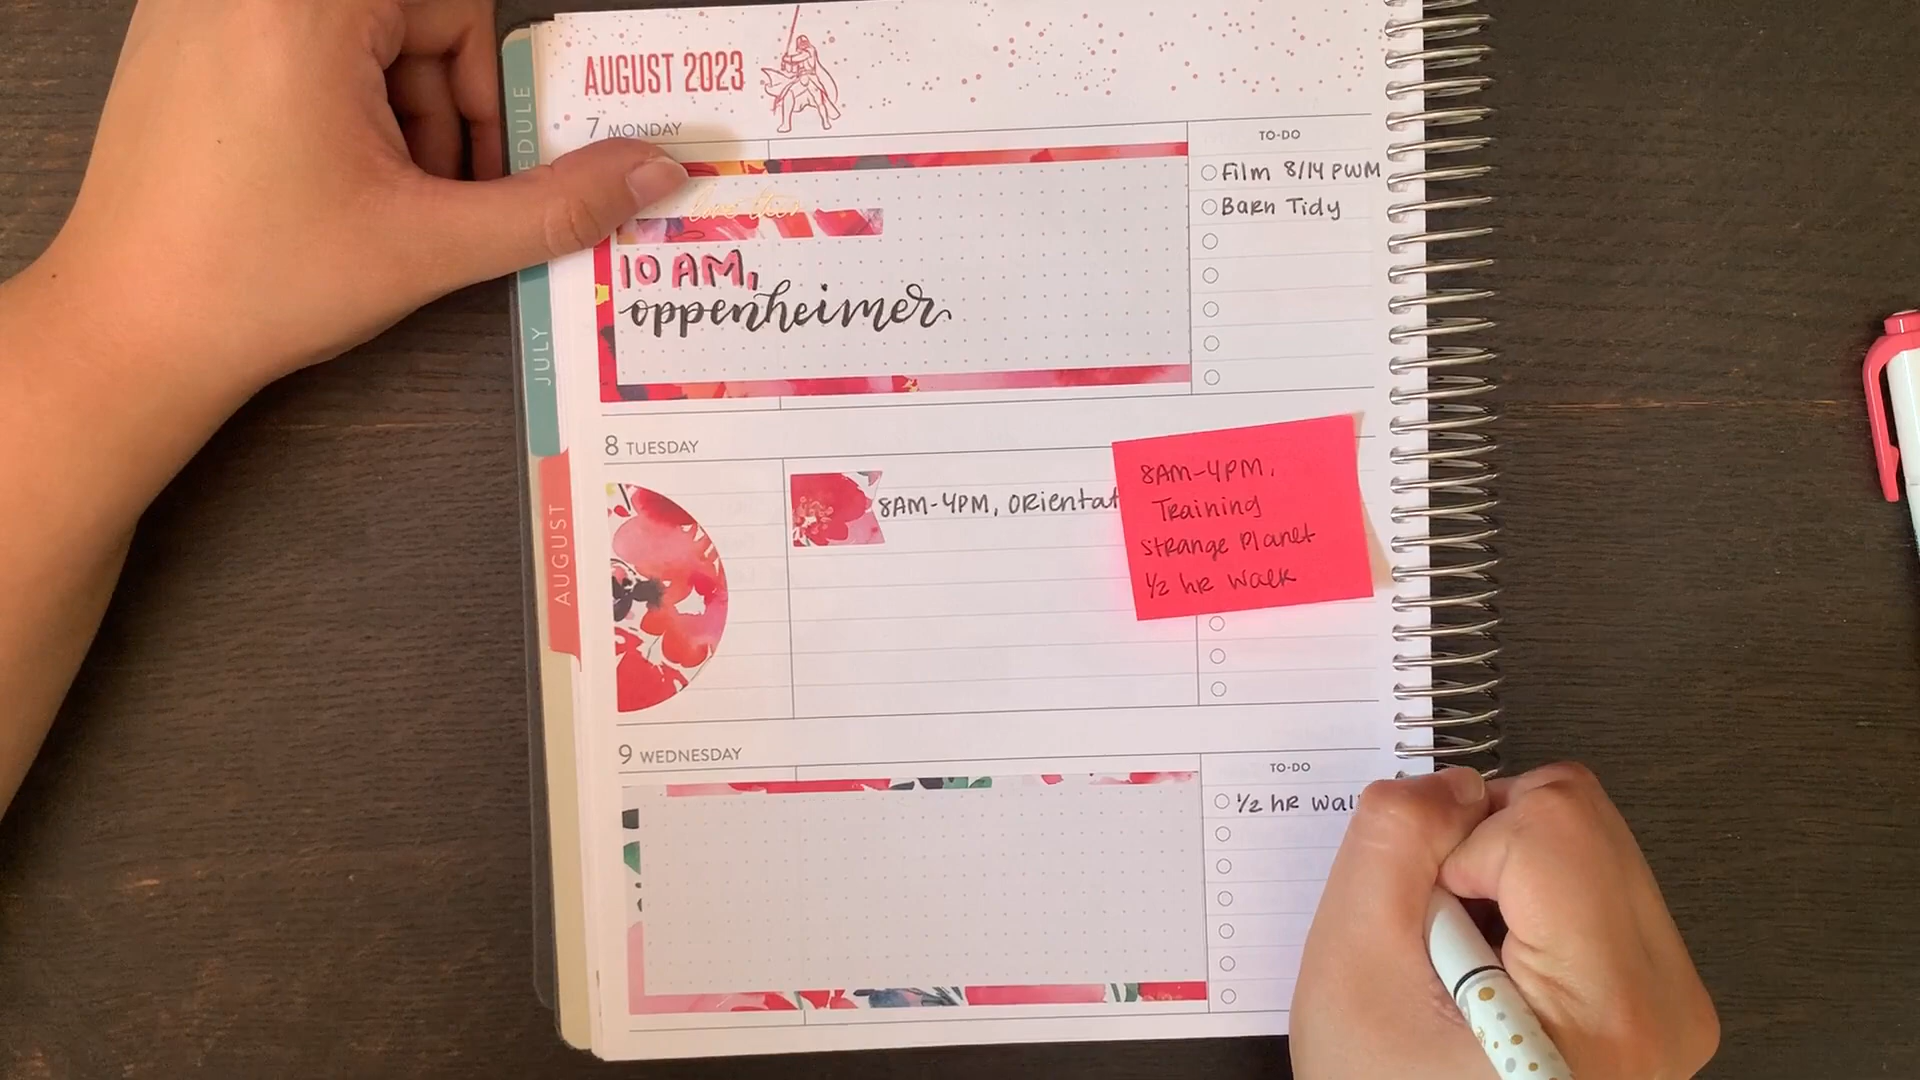 AUGUST 2023
7 MONDAY
TO-DO
Film 8/14 PWM
Barn Tidy
10 AM,
oppenheimer
8 TUESDAY
8AM-4PM, Orientat
8AM-4PM,
Training
Strange Planet
1/2 hr walk
9 WEDNESDAY
TO-DO
1/2 hr wal
EDULE
JULY
AUGUST